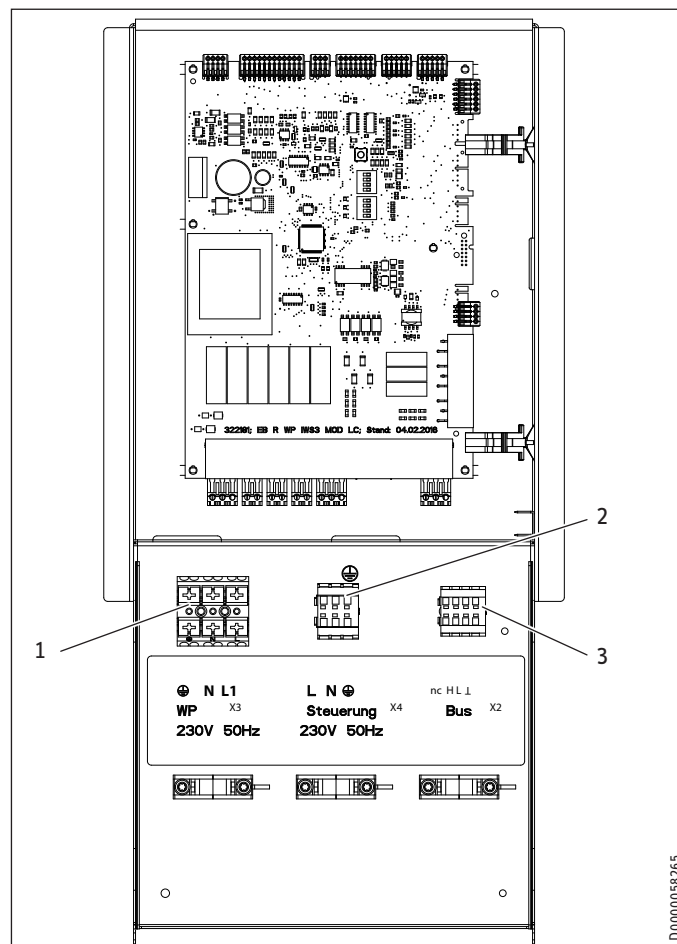 322191; EB R WP IWS3 MOD LC; Stand: 04.02.2016
2
1
3
N L1
L N
nc H L ⊥
WP X3
Steuerung X4
Bus X2
230V 50Hz
230V 50Hz
D0000058265